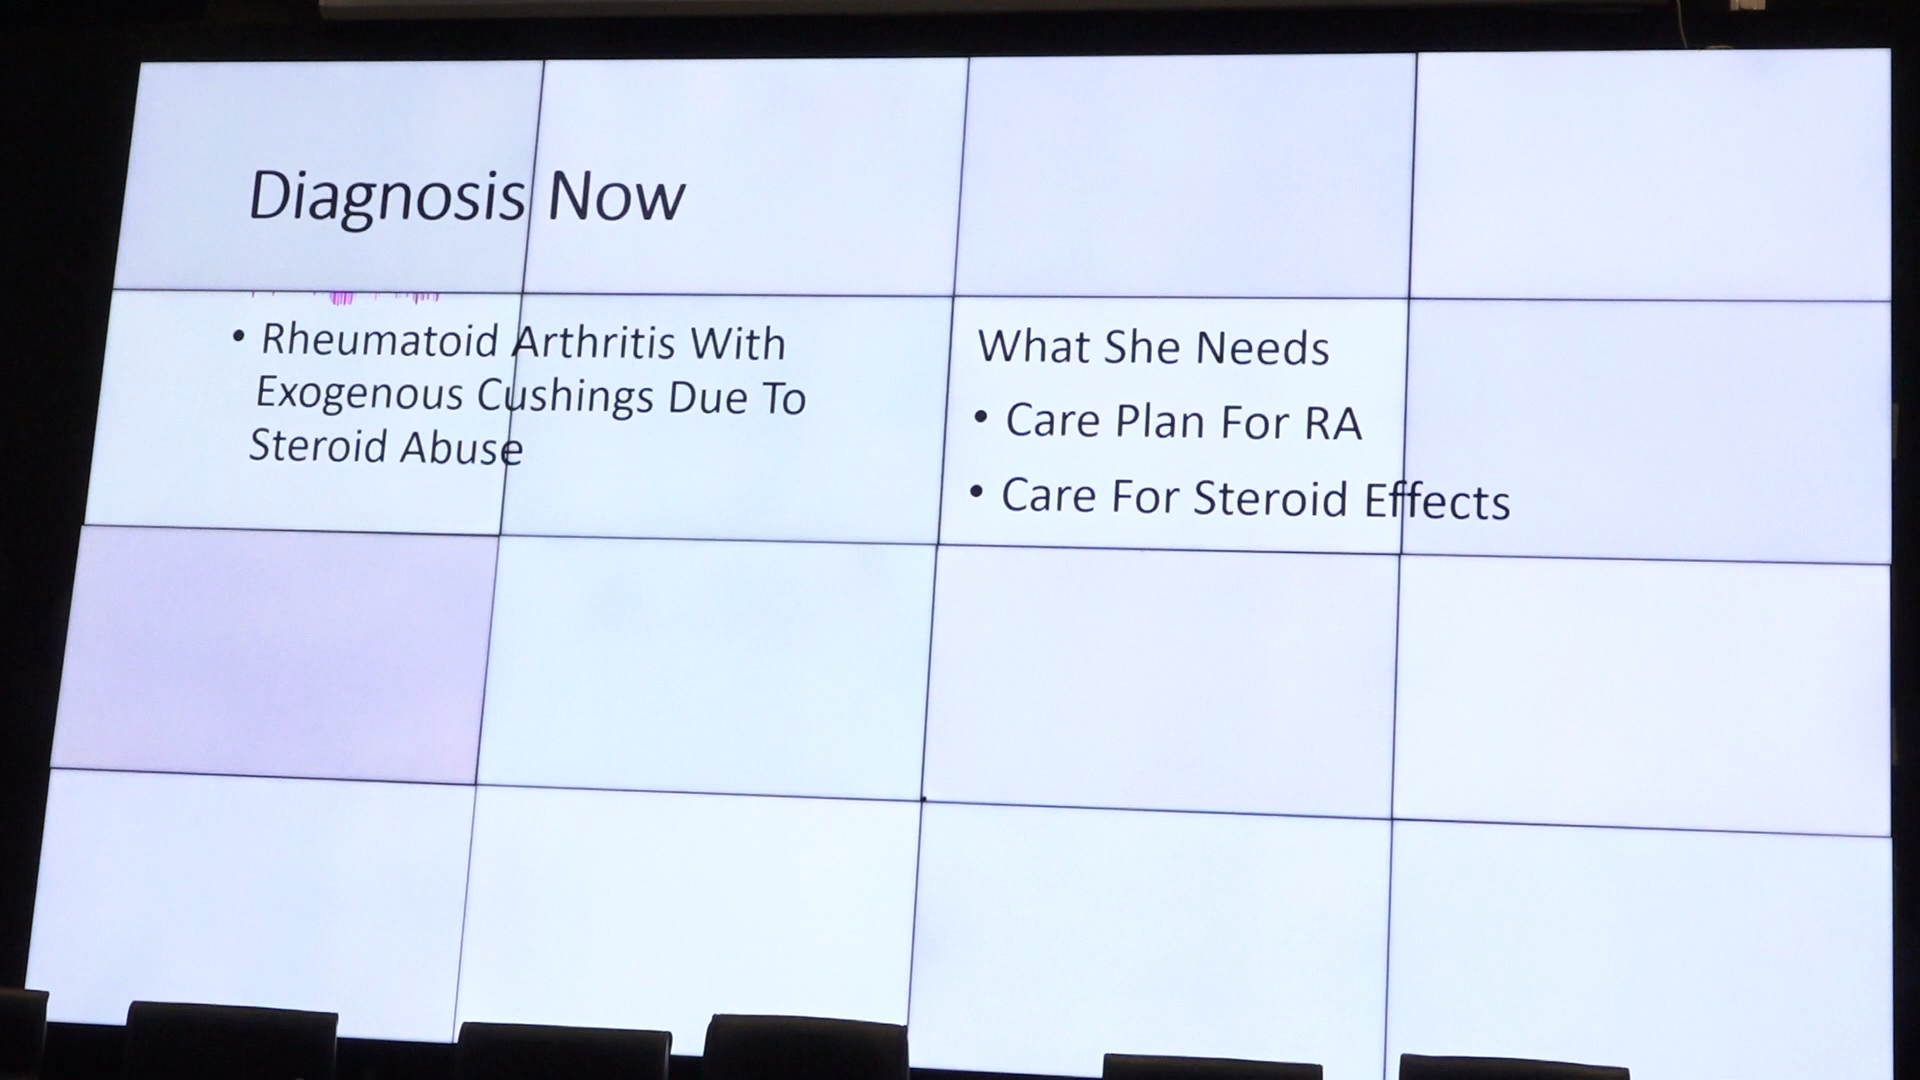 Diagnosis Now
• Rheumatoid Arthritis With
Exogenous Cushings Due To
Steroid Abuse
What She Needs
• Care Plan For RA
• Care For Steroid Effects